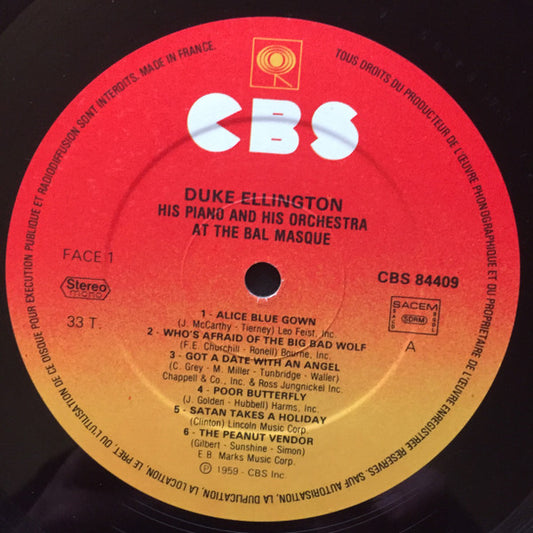 CBS
DUKE ELLINGTON
HIS PIANO AND HIS ORCHESTRA
AT THE BAL MASQUE
FACE 1
CBS 84409
Stereo
mono
SACEM
SACD SDRM SGDL
33 T.
A
1 - ALICE BLUE GOWN
(J. McCarthy - Tierney) Leo Feist, Inc
2 - WHO'S AFRAID OF THE BIG BAD WOLF
(F.E. Churchill - Ronell) Bourne, Inc.
3 - GOT A DATE WITH AN ANGEL
(C. Grey - M. Miller - Tunbridge - Waller)
Chappell & Co., Inc. & Ross Jungnickel Inc.
4 - POOR BUTTERFLY
(J. Golden - Hubbell) Harms, Inc.
5 - SATAN TAKES A HOLIDAY
(Clinton) Lincoln Music Corp.
6 - THE PEANUT VENDOR
(Gilbert - Sunshine - Simon)
E B. Marks Music Corp.
℗ 1959 - CBS Inc.
TOUS DROITS DU PRODUCTEUR DE L'ŒUVRE PHONOGRAPHIQUE ET DU PROPRIETAIRE DE L'ŒUVRE ENREGISTREE RESERVES. SAUF AUTORISATION, LA DUPLICATION, LA LOCATION, LE PRET, OU L'UTILISATION DE CE DISQUE POUR EXECUTION PUBLIQUE ET RADIODIFFUSION SONT INTERDITS. MADE IN FRANCE.